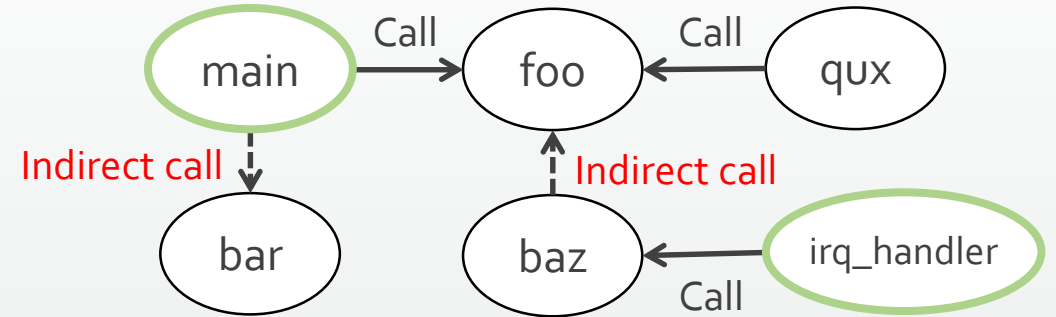 Call
Call
main
foo
qux
Indirect call
Indirect call
bar
baz
irq_handler
Call